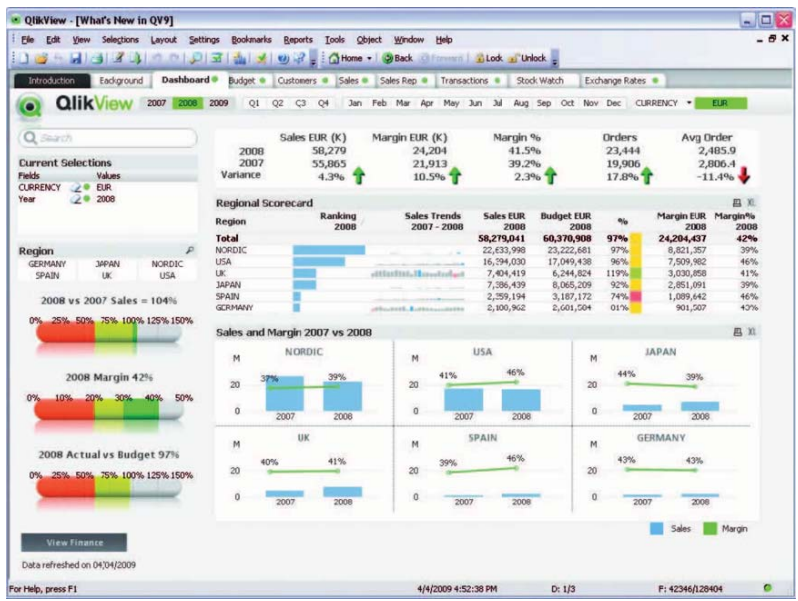 QlikView - [What's New in QV9]
File Edit View Selections Layout Settings Bookmarks Reports Tools Object Window Help
Home Back Forward Lock Unlock
Introduction Background Dashboard Budget Customers Sales Sales Rep Transactions Stock Watch Exchange Rates
QlikView 2007 2008 2009 Q1 Q2 Q3 Q4 Jan Feb Mar Apr May Jun Jul Aug Sep Oct Nov Dec CURRENCY EUR
Search
Sales EUR (K) Margin EUR (K) Margin % Orders Avg Order
2008 58,279 24,204 41.5% 23,444 2,485.9
2007 55,865 21,913 39.2% 19,906 2,806.4
Variance 4.3% 10.5% 2.3% 17.8% -11.4%
Current Selections
Fields Values
CURRENCY EUR
Year 2008
Regional Scorecard XL
Region Ranking 2008 Sales Trends 2007 - 2008 Sales EUR 2008 Budget EUR 2008 % Margin EUR 2008 Margin% 2008
Total 58,279,041 60,370,908 97% 24,204,437 42%
NORDIC 22,633,998 23,222,681 97% 8,821,357 39%
USA 16,294,030 17,049,438 96% 7,509,982 46%
UK 7,404,419 6,244,824 119% 3,030,858 41%
JAPAN 7,386,439 8,065,209 92% 2,851,091 39%
SPAIN 2,359,194 3,187,172 74% 1,089,642 46%
GERMANY 2,100,962 2,601,504 01% 901,507 43%
Region
GERMANY JAPAN NORDIC
SPAIN UK USA
2008 vs 2007 Sales = 104%
0% 25% 50% 75% 100% 125% 150%
2008 Margin 42%
0% 10% 20% 30% 40% 50%
2008 Actual vs Budget 97%
0% 25% 50% 75% 100% 125% 150%
View Finance
Data refreshed on 04/04/2009
Sales and Margin 2007 vs 2008 XL
NORDIC
M
20
0
37% 39%
2007 2008
USA
M
20
0
41% 46%
2007 2008
JAPAN
M
20
0
44% 39%
2007 2008
UK
M
20
0
40% 41%
2007 2008
SPAIN
M
20
0
39% 46%
2007 2008
GERMANY
M
20
0
43% 43%
2007 2008
Sales Margin
For Help, press F1 4/4/2009 4:52:38 PM D: 1/3 F: 42346/128404